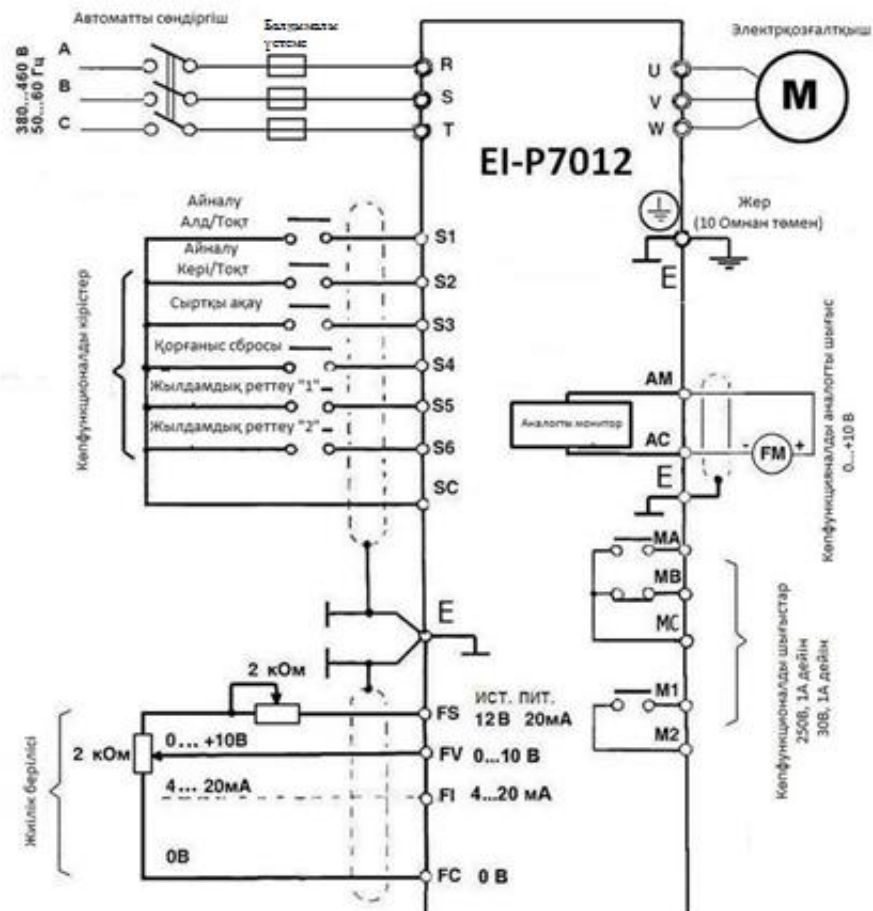 Автоматты сөндіргіш
Балқымалы
үстеме
Электрқозғалтқыш
380...460 В
50...60 Гц
A
B
C
R
S
T
U
V
W
M
EI-P7012
Жер
(10 Омнан төмен)
E
Көпфункционалды кірістер
Айналу
Алд/Тоқт
S1
Айналу
Кері/Тоқт
S2
Сыртқы ақау
S3
Қорғаныс сбросы
S4
Жылдамдық реттеу "1"
S5
Жылдамдық реттеу "2"
S6
SC
AM
Аналогты монитор
AC
- FM +
E
Көпфункцияналды аналогты шығыс
0...+10 В
MA
MB
MC
M1
M2
Көпфункционалды шығыстар
250В, 1А дейін
30В, 1А дейін
E
Жиілік берілісі
2 кОм
2 кОм
FS
ИСТ. ПИТ.
12 В 20мА
0... +10В
FV 0...10 В
4... 20мА
FI 4...20 мА
0В
FC 0 В